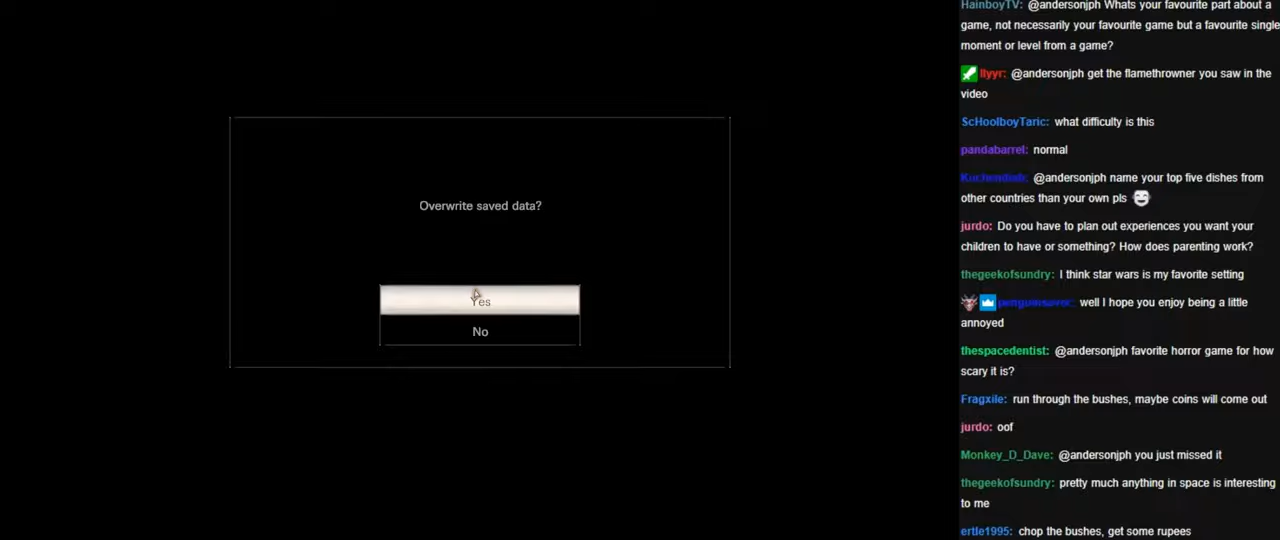 Overwrite saved data?
Yes
No
HainboyTV: @andersonjph Whats your favourite part about a
game, not necessarily your favourite game but a favourite single
moment or level from a game?
llyyr: @andersonjph get the flamethrowner you saw in the
video
ScHoolboyTaric: what difficulty is this
pandabarrel: normal
@andersonjph name your top five dishes from
other countries than your own pls
jurdo: Do you have to plan out experiences you want your
children to have or something? How does parenting work?
thegeekofsundry: I think star wars is my favorite setting
well I hope you enjoy being a little
annoyed
thespacedentist: @andersonjph favorite horror game for how
scary it is?
Fragxile: run through the bushes, maybe coins will come out
jurdo: oof
Monkey_D_Dave: @andersonjph you just missed it
thegeekofsundry: pretty much anything in space is interesting
to me
ertle1995: chop the bushes, get some rupees